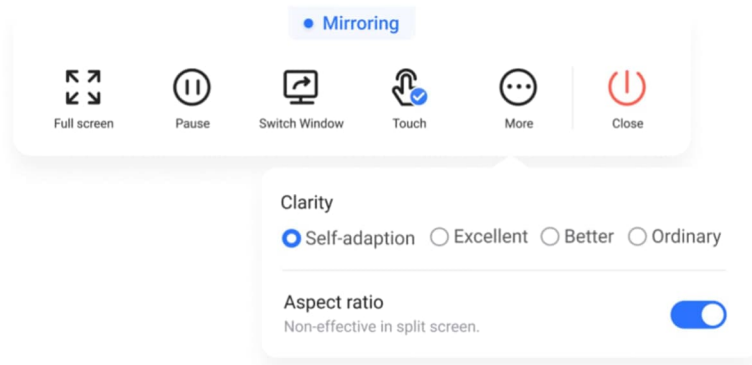 Mirroring
Full screen
Pause
Switch Window
Touch
More
Close
Clarity
Self-adaption Excellent Better Ordinary
Aspect ratio
Non-effective in split screen.